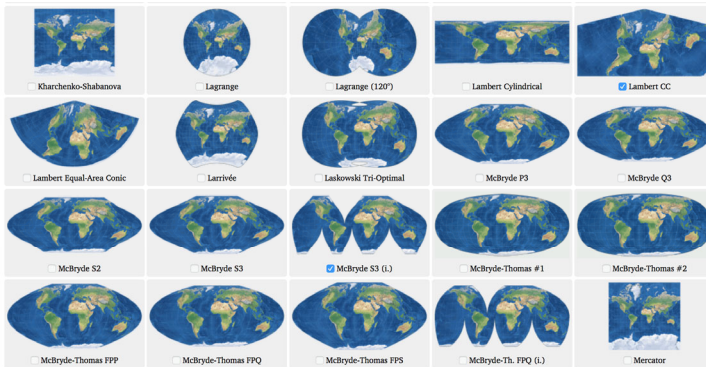 Kharchenko-Shabanova
Lagrange
Lagrange (120°)
Lambert Cylindrical
Lambert CC
Lambert Equal-Area Conic
Larrivée
Laskowski Tri-Optimal
McBryde P3
McBryde Q3
McBryde S2
McBryde S3
McBryde S3 (i.)
McBryde-Thomas #1
McBryde-Thomas #2
McBryde-Thomas FPP
McBryde-Thomas FPQ
McBryde-Thomas FPS
McBryde-Th. FPQ (i.)
Mercator